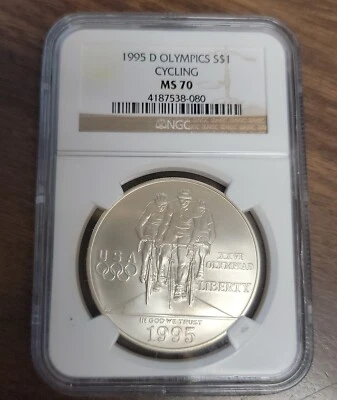 1995 D OLYMPICS S$1
CYCLING
MS 70
4187538-080
NGC
USA
XXVI
OLYMPIAD
LIBERTY
IN GOD WE TRUST
1995